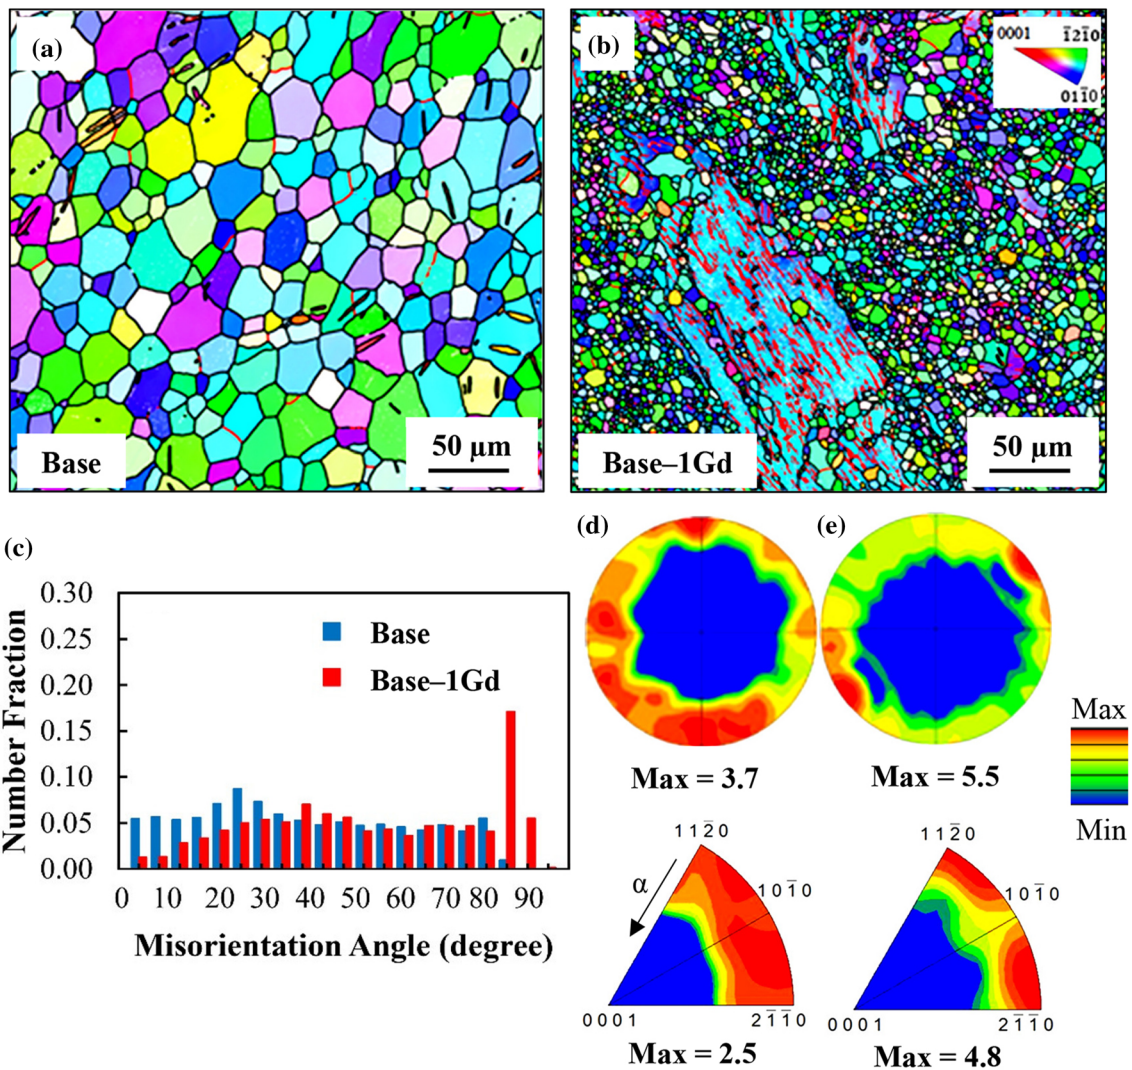 (a)
Base
50 μm
(b)
0001
1̅21̅0
011̅0
Base–1Gd
50 μm
(c)
Number Fraction
0.30
0.25
0.20
0.15
0.10
0.05
0.00
Base
Base–1Gd
0 10 20 30 40 50 60 70 80 90
Misorientation Angle (degree)
(d)
Max = 3.7
(e)
Max = 5.5
Max
Min
112̅0
α
101̅0
0001
21̅1̅0
Max = 2.5
112̅0
101̅0
0001
21̅1̅0
Max = 4.8